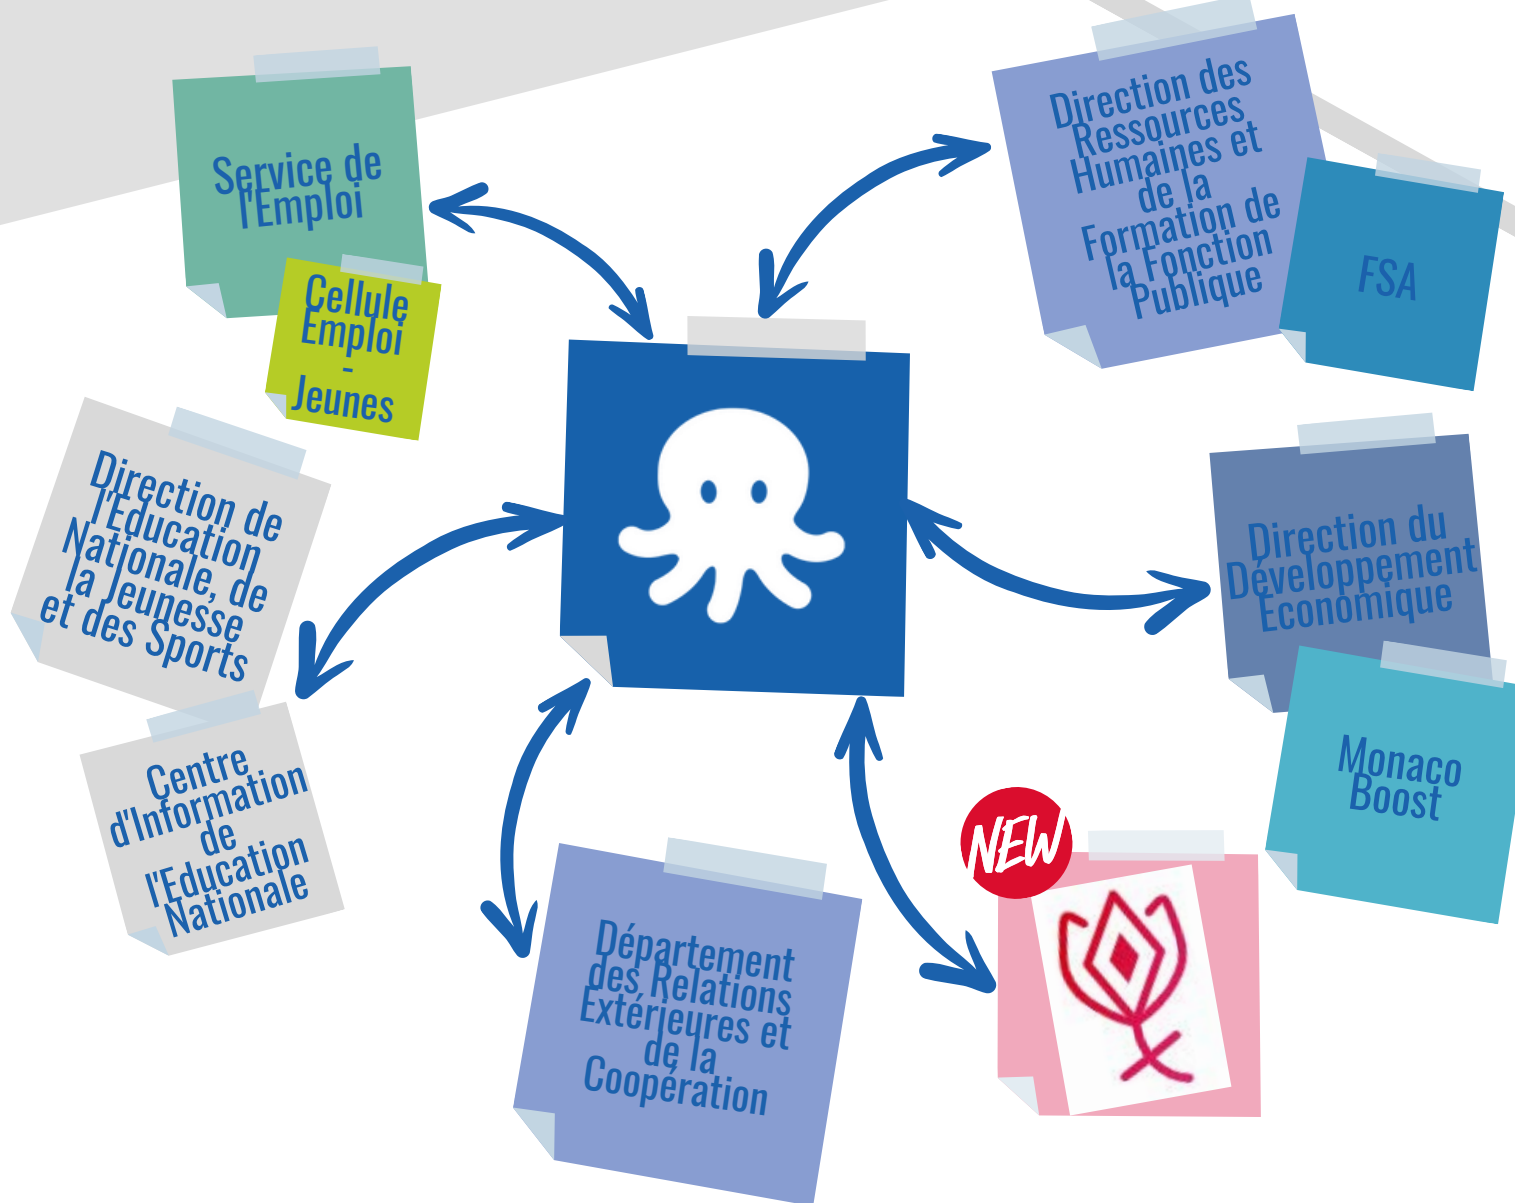 Service de
l'Emploi
Cellule
Emploi
-
Jeunes
Direction des
Ressources
Humaines et
de la
Formation de
la Fonction
Publique
FSA
Direction de
l'Education
Nationale, de
la Jeunesse
et des Sports
Centre
d'Information
de
l'Education
Nationale
Direction du
Développement
Economique
Monaco
Boost
Département
des Relations
Extérieures et
de la
Coopération
NEW